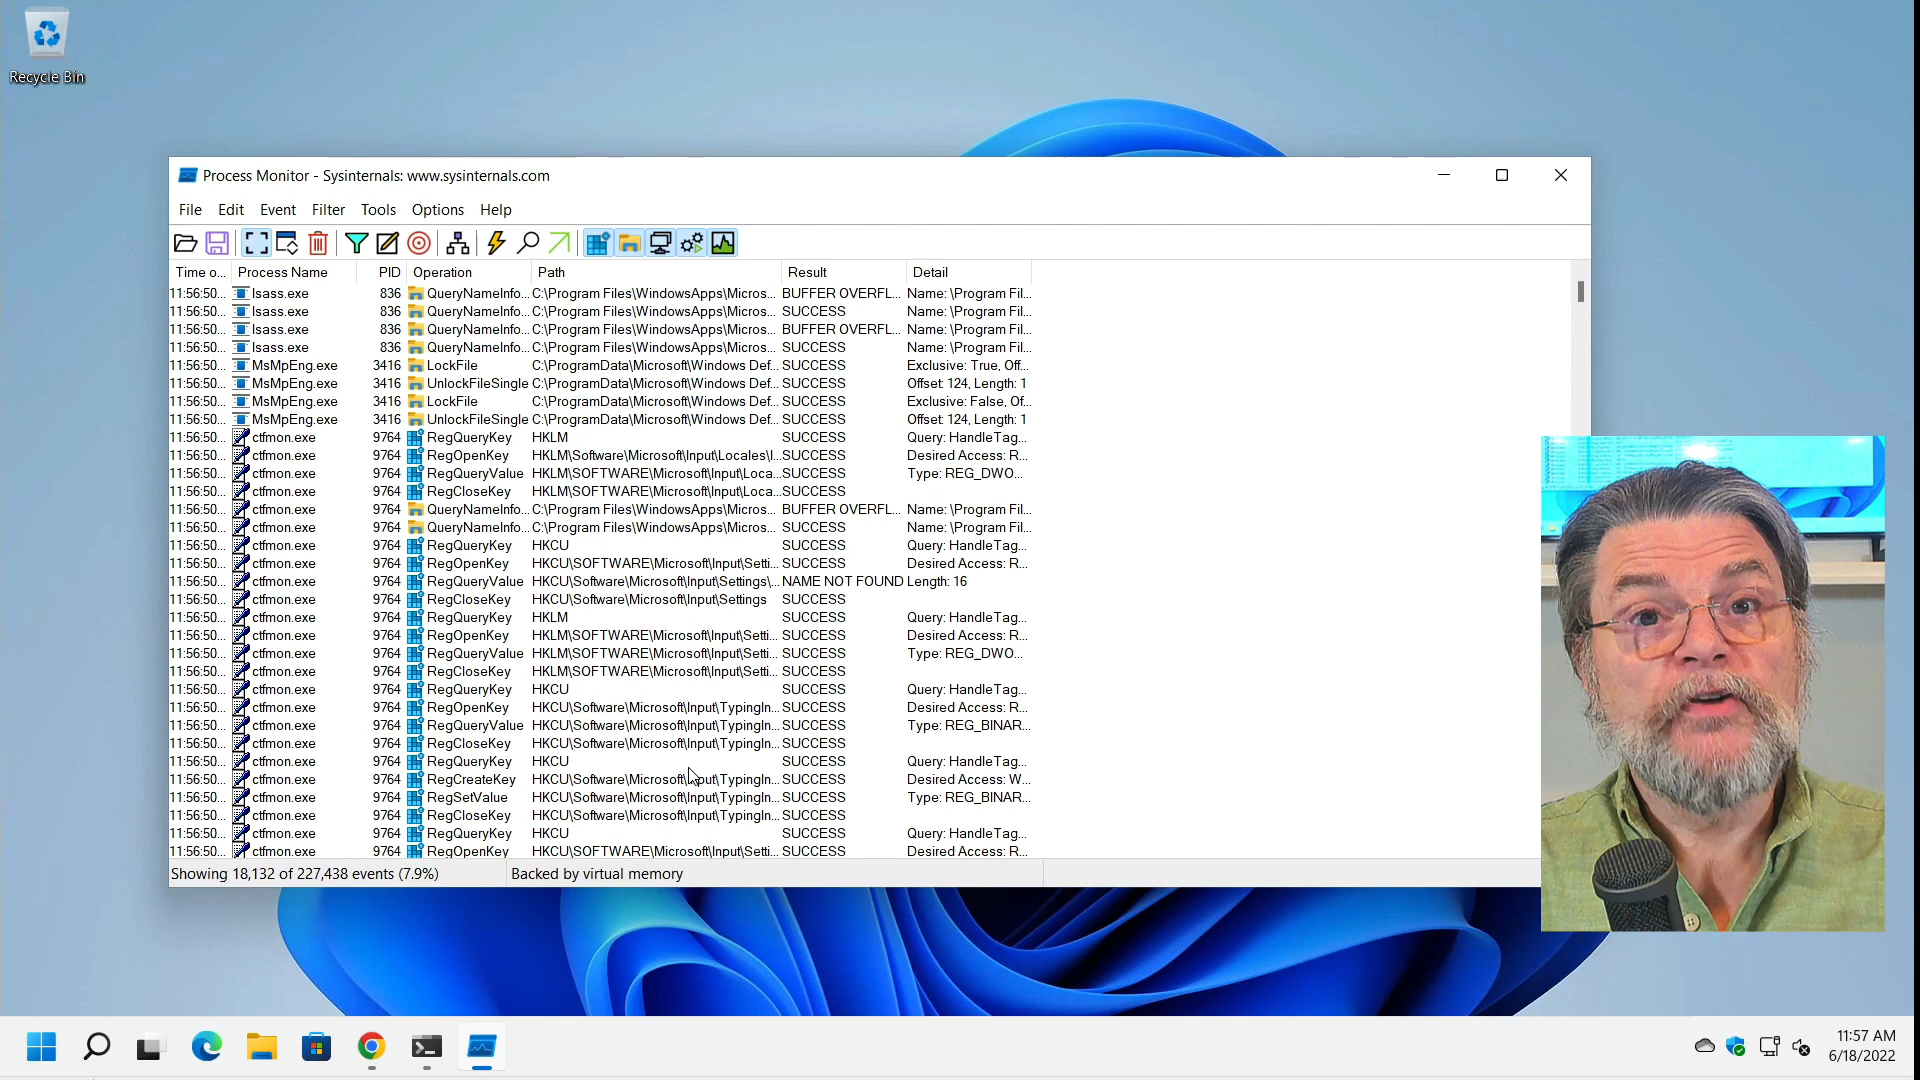 Recycle Bin
Process Monitor - Sysinternals: www.sysinternals.com
File Edit Event Filter Tools Options Help
Time o... Process Name PID Operation Path Result Detail
11:56:50... lsass.exe 836 QueryNameInfo... C:\Program Files\WindowsApps\Micros... BUFFER OVERFL... Name: \Program Fil...
11:56:50... lsass.exe 836 QueryNameInfo... C:\Program Files\WindowsApps\Micros... SUCCESS Name: \Program Fil...
11:56:50... lsass.exe 836 QueryNameInfo... C:\Program Files\WindowsApps\Micros... BUFFER OVERFL... Name: \Program Fil...
11:56:50... lsass.exe 836 QueryNameInfo... C:\Program Files\WindowsApps\Micros... SUCCESS Name: \Program Fil...
11:56:50... MsMpEng.exe 3416 LockFile C:\ProgramData\Microsoft\Windows Def... SUCCESS Exclusive: True, Off...
11:56:50... MsMpEng.exe 3416 UnlockFileSingle C:\ProgramData\Microsoft\Windows Def... SUCCESS Offset: 124, Length: 1
11:56:50... MsMpEng.exe 3416 LockFile C:\ProgramData\Microsoft\Windows Def... SUCCESS Exclusive: False, Of...
11:56:50... MsMpEng.exe 3416 UnlockFileSingle C:\ProgramData\Microsoft\Windows Def... SUCCESS Offset: 124, Length: 1
11:56:50... ctfmon.exe 9764 RegQueryKey HKLM SUCCESS Query: HandleTag...
11:56:50... ctfmon.exe 9764 RegOpenKey HKLM\Software\Microsoft\Input\Locales\l... SUCCESS Desired Access: R...
11:56:50... ctfmon.exe 9764 RegQueryValue HKLM\SOFTWARE\Microsoft\Input\Loca... SUCCESS Type: REG_DWO...
11:56:50... ctfmon.exe 9764 RegCloseKey HKLM\SOFTWARE\Microsoft\Input\Loca... SUCCESS
11:56:50... ctfmon.exe 9764 QueryNameInfo... C:\Program Files\WindowsApps\Micros... BUFFER OVERFL... Name: \Program Fil...
11:56:50... ctfmon.exe 9764 QueryNameInfo... C:\Program Files\WindowsApps\Micros... SUCCESS Name: \Program Fil...
11:56:50... ctfmon.exe 9764 RegQueryKey HKCU SUCCESS Query: HandleTag...
11:56:50... ctfmon.exe 9764 RegOpenKey HKCU\SOFTWARE\Microsoft\Input\Setti... SUCCESS Desired Access: R...
11:56:50... ctfmon.exe 9764 RegQueryValue HKCU\Software\Microsoft\Input\Settings\... NAME NOT FOUND Length: 16
11:56:50... ctfmon.exe 9764 RegCloseKey HKCU\Software\Microsoft\Input\Settings SUCCESS
11:56:50... ctfmon.exe 9764 RegQueryKey HKLM SUCCESS Query: HandleTag...
11:56:50... ctfmon.exe 9764 RegOpenKey HKLM\SOFTWARE\Microsoft\Input\Setti... SUCCESS Desired Access: R...
11:56:50... ctfmon.exe 9764 RegQueryValue HKLM\SOFTWARE\Microsoft\Input\Setti... SUCCESS Type: REG_DWO...
11:56:50... ctfmon.exe 9764 RegCloseKey HKLM\SOFTWARE\Microsoft\Input\Setti... SUCCESS
11:56:50... ctfmon.exe 9764 RegQueryKey HKCU SUCCESS Query: HandleTag...
11:56:50... ctfmon.exe 9764 RegOpenKey HKCU\Software\Microsoft\Input\TypingIn... SUCCESS Desired Access: R...
11:56:50... ctfmon.exe 9764 RegQueryValue HKCU\Software\Microsoft\Input\TypingIn... SUCCESS Type: REG_BINAR...
11:56:50... ctfmon.exe 9764 RegCloseKey HKCU\Software\Microsoft\Input\TypingIn... SUCCESS
11:56:50... ctfmon.exe 9764 RegQueryKey HKCU SUCCESS Query: HandleTag...
11:56:50... ctfmon.exe 9764 RegCreateKey HKCU\Software\Microsoft\Input\TypingIn... SUCCESS Desired Access: W...
11:56:50... ctfmon.exe 9764 RegSetValue HKCU\Software\Microsoft\Input\TypingIn... SUCCESS Type: REG_BINAR...
11:56:50... ctfmon.exe 9764 RegCloseKey HKCU\Software\Microsoft\Input\TypingIn... SUCCESS
11:56:50... ctfmon.exe 9764 RegQueryKey HKCU SUCCESS Query: HandleTag...
11:56:50... ctfmon.exe 9764 RegOpenKey HKCU\SOFTWARE\Microsoft\Input\Setti... SUCCESS Desired Access: R...
Showing 18,132 of 227,438 events (7.9%) Backed by virtual memory
11:57 AM
6/18/2022